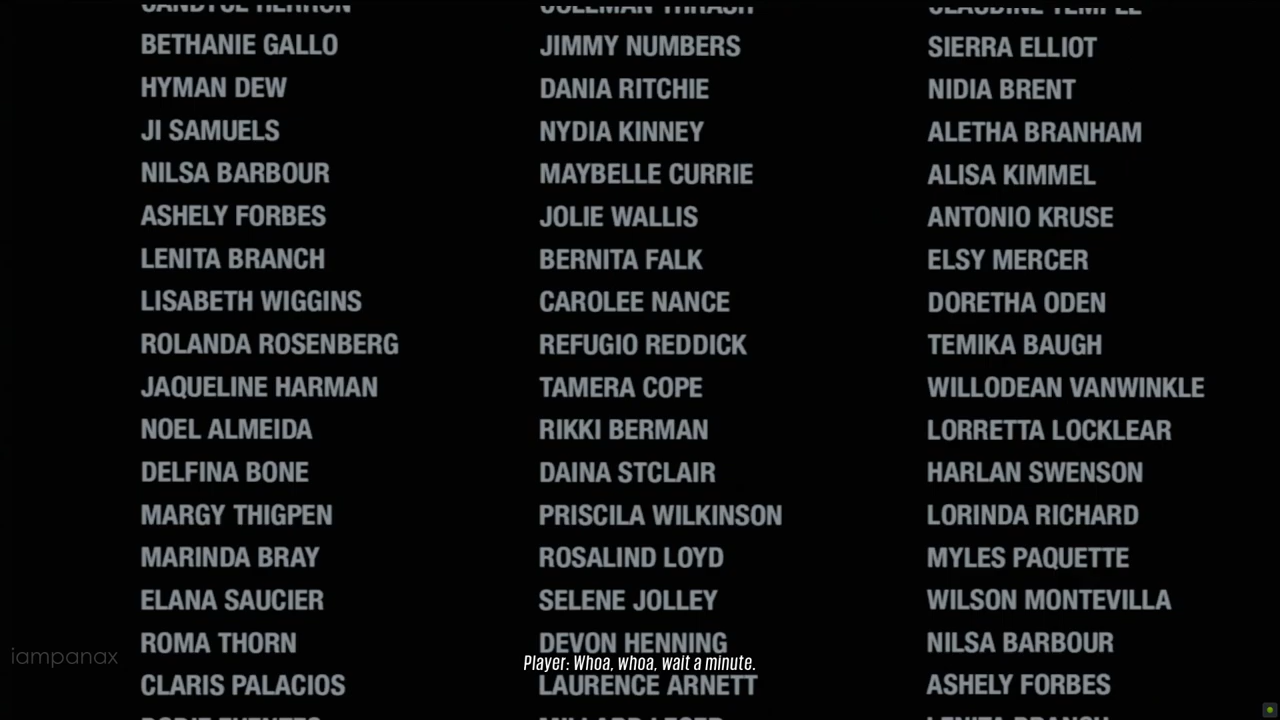 BETHANIE GALLO JIMMY NUMBERS SIERRA ELLIOT
HYMAN DEW DANIA RITCHIE NIDIA BRENT
JI SAMUELS NYDIA KINNEY ALETHA BRANHAM
NILSA BARBOUR MAYBELLE CURRIE ALISA KIMMEL
ASHELY FORBES JOLIE WALLIS ANTONIO KRUSE
LENITA BRANCH BERNITA FALK ELSY MERCER
LISABETH WIGGINS CAROLEE NANCE DORETHA ODEN
ROLANDA ROSENBERG REFUGIO REDDICK TEMIKA BAUGH
JAQUELINE HARMAN TAMERA COPE WILLODEAN VANWINKLE
NOEL ALMEIDA RIKKI BERMAN LORRETTA LOCKLEAR
DELFINA BONE DAINA STCLAIR HARLAN SWENSON
MARGY THIGPEN PRISCILA WILKINSON LORINDA RICHARD
MARINDA BRAY ROSALIND LOYD MYLES PAQUETTE
ELANA SAUCIER SELENE JOLLEY WILSON MONTEVILLA
ROMA THORN DEVON HENNING NILSA BARBOUR
iampanax
Player: Whoa, whoa, wait a minute.
CLARIS PALACIOS LAURENCE ARNETT ASHELY FORBES